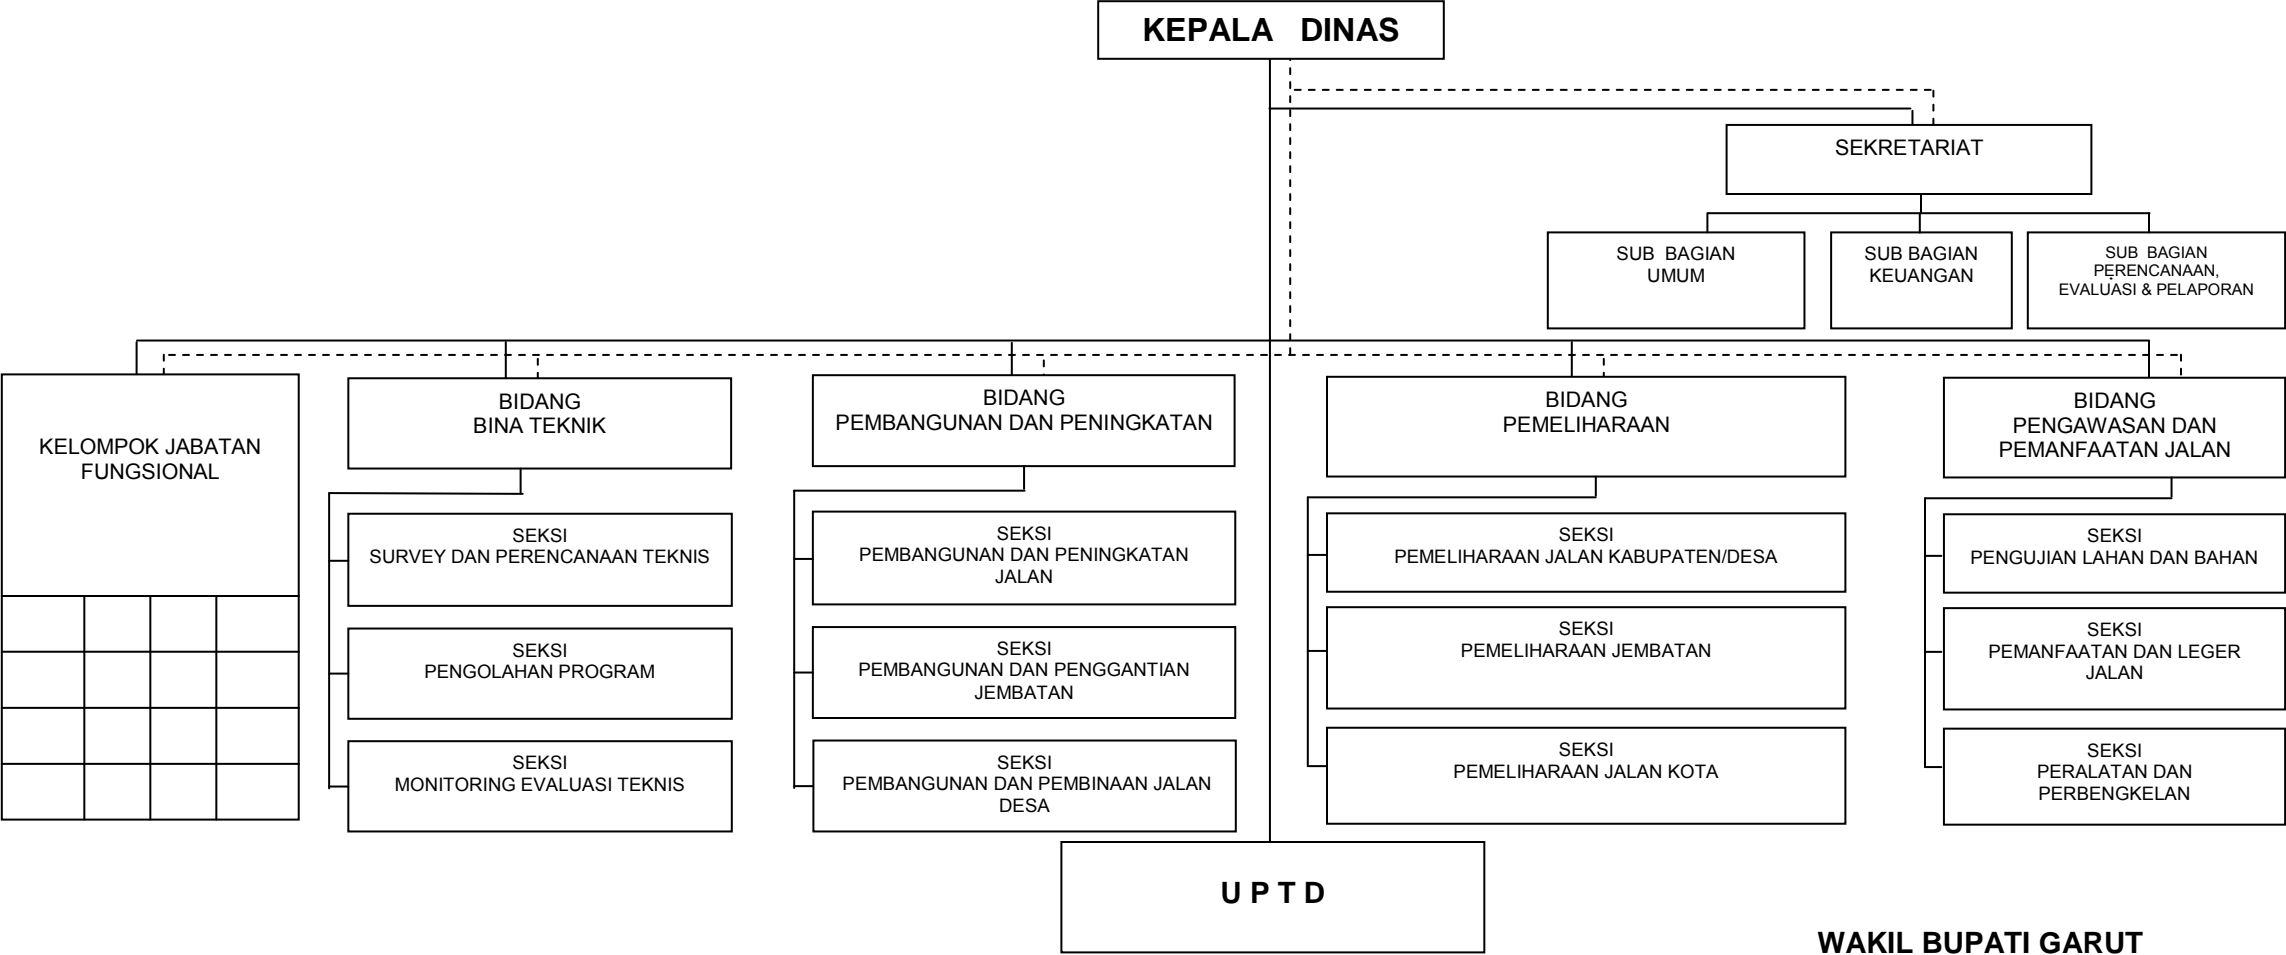 KEPALA DINAS
SEKRETARIAT
SUB BAGIAN
UMUM
SUB BAGIAN
KEUANGAN
SUB BAGIAN
PERENCANAAN,
EVALUASI & PELAPORAN
KELOMPOK JABATAN
FUNGSIONAL
BIDANG
BINA TEKNIK
BIDANG
PEMBANGUNAN DAN PENINGKATAN
BIDANG
PEMELIHARAAN
BIDANG
PENGAWASAN DAN
PEMANFAATAN JALAN
SEKSI
SURVEY DAN PERENCANAAN TEKNIS
SEKSI
PENGOLAHAN PROGRAM
SEKSI
MONITORING EVALUASI TEKNIS
SEKSI
PEMBANGUNAN DAN PENINGKATAN
JALAN
SEKSI
PEMBANGUNAN DAN PENGGANTIAN
JEMBATAN
SEKSI
PEMBANGUNAN DAN PEMBINAAN JALAN
DESA
SEKSI
PEMELIHARAAN JALAN KABUPATEN/DESA
SEKSI
PEMELIHARAAN JEMBATAN
SEKSI
PEMELIHARAAN JALAN KOTA
SEKSI
PENGUJIAN LAHAN DAN BAHAN
SEKSI
PEMANFAATAN DAN LEGER
JALAN
SEKSI
PERALATAN DAN
PERBENGKELAN
U P T D
WAKIL BUPATI GARUT